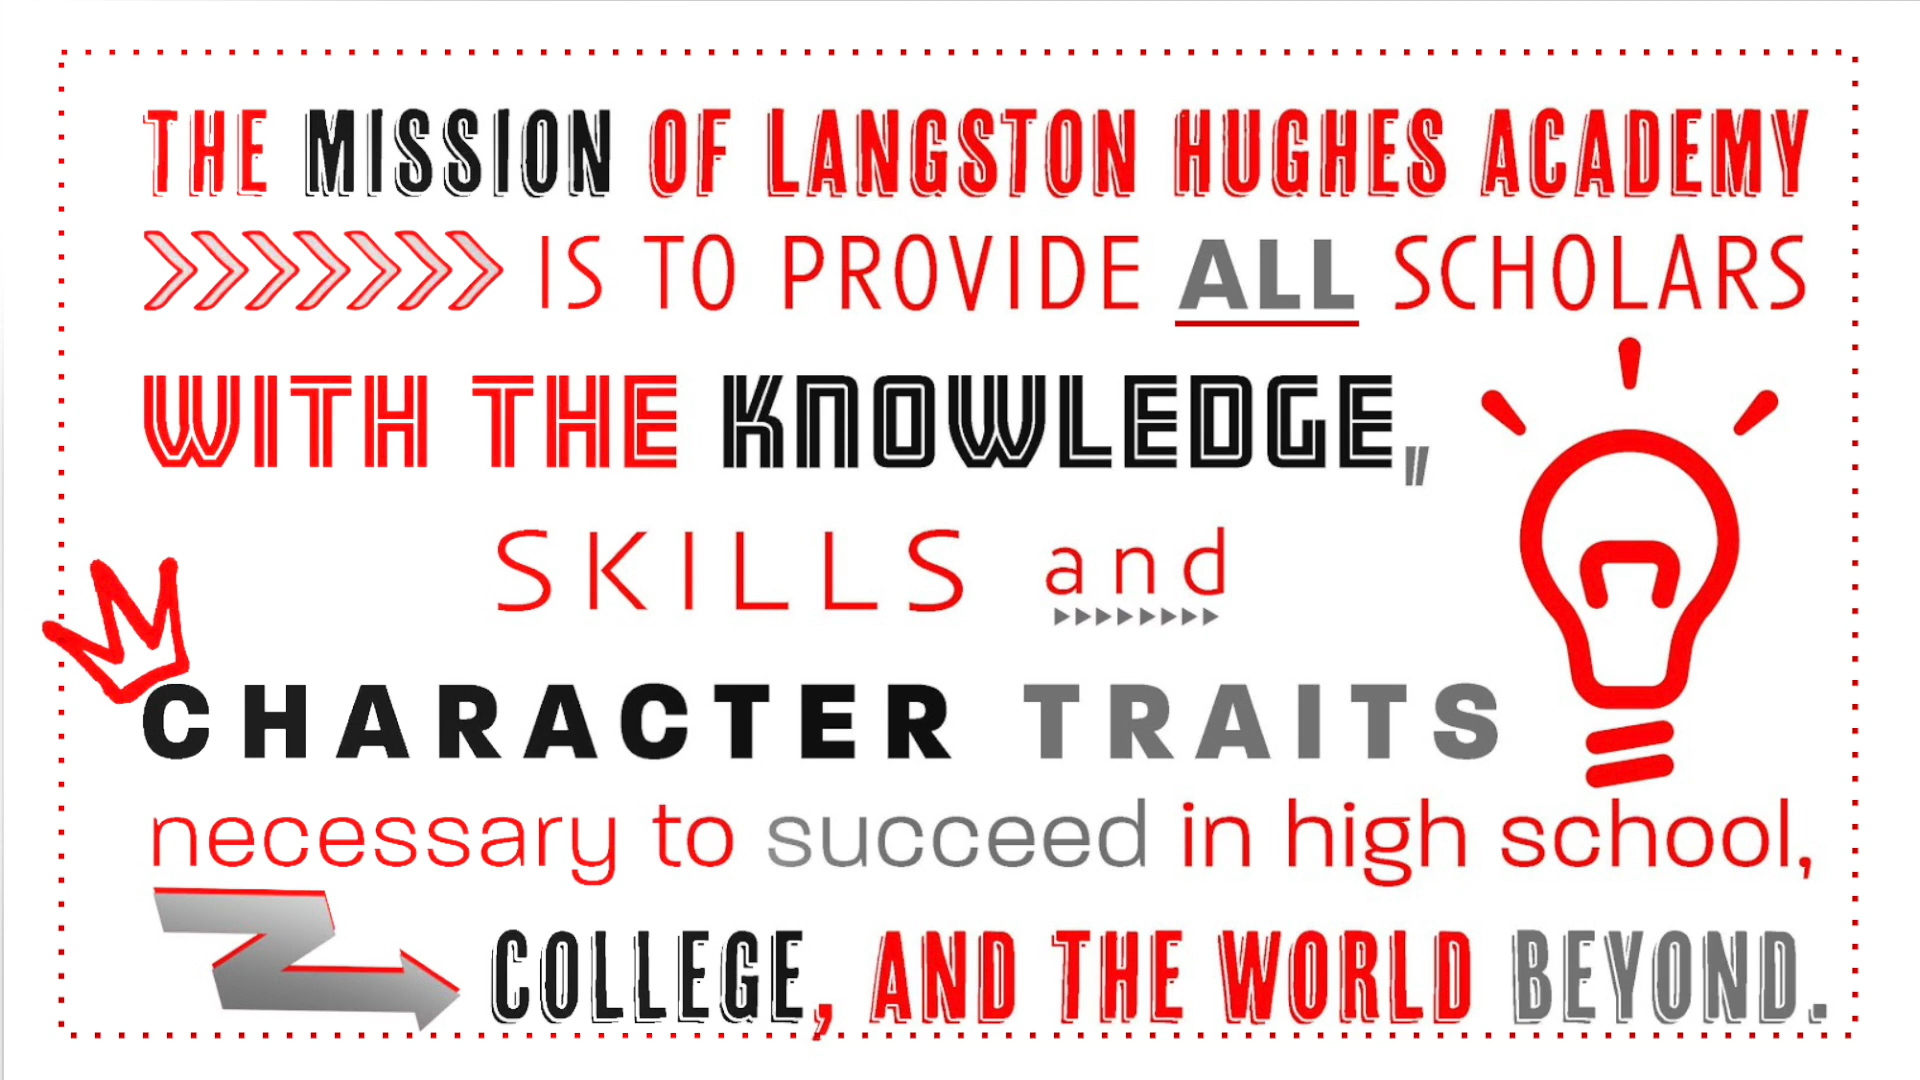 THE MISSION OF LANGSTON HUGHES ACADEMY
IS TO PROVIDE ALL SCHOLARS
WITH THE KNOWLEDGE,
SKILLS and
CHARACTER TRAITS
necessary to succeed in high school,
COLLEGE, AND THE WORLD BEYOND.